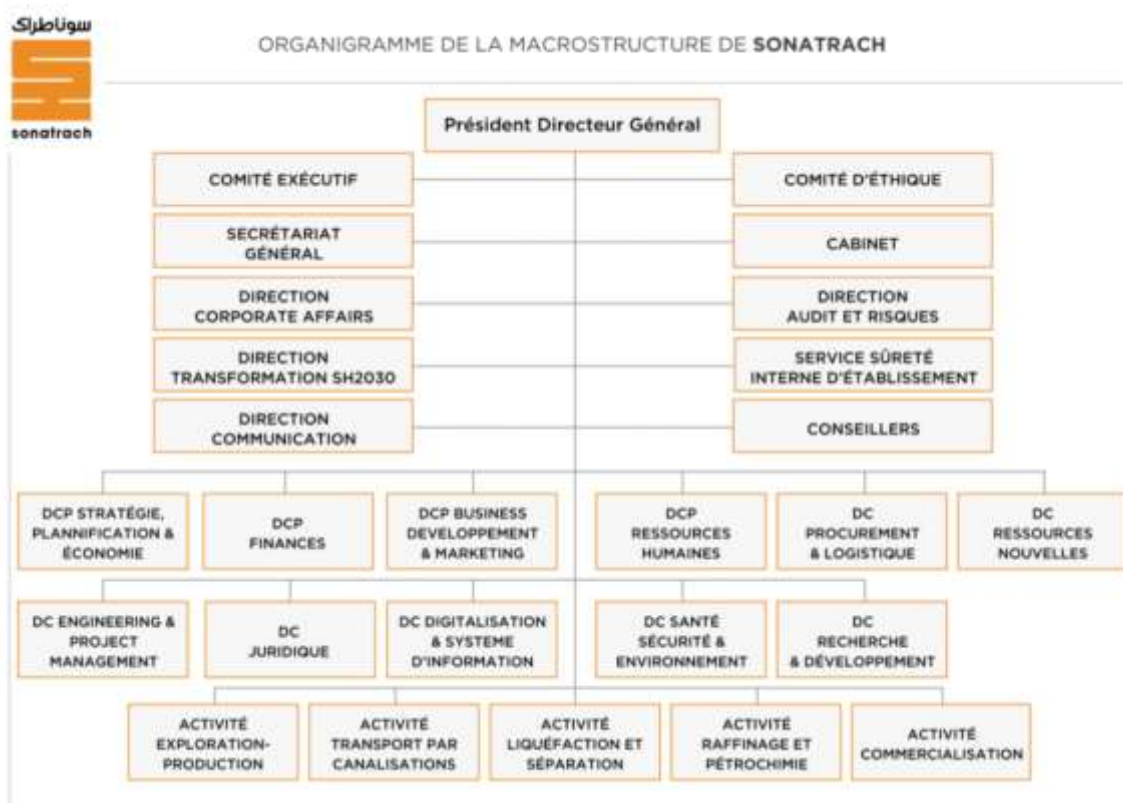 سوناطراك
sonatrach
ORGANIGRAMME DE LA MACROSTRUCTURE DE SONATRACH
Président Directeur Général
COMITÉ EXÉCUTIF
COMITÉ D'ÉTHIQUE
SECRÉTARIAT
GÉNÉRAL
CABINET
DIRECTION
CORPORATE AFFAIRS
DIRECTION
AUDIT ET RISQUES
DIRECTION
TRANSFORMATION SH2030
SERVICE SÛRETÉ
INTERNE D'ÉTABLISSEMENT
DIRECTION
COMMUNICATION
CONSEILLERS
DCP STRATÉGIE,
PLANNIFICATION &
ÉCONOMIE
DCP
FINANCES
DCP BUSINESS
DEVELOPPEMENT
& MARKETING
DCP
RESSOURCES
HUMAINES
DC
PROCUREMENT
& LOGISTIQUE
DC
RESSOURCES
NOUVELLES
DC ENGINEERING &
PROJECT
MANAGEMENT
DC
JURIDIQUE
DC DIGITALISATION
& SYSTEME
D'INFORMATION
DC SANTÉ
SÉCURITÉ &
ENVIRONNEMENT
DC
RECHERCHE
& DÉVELOPPEMENT
ACTIVITÉ
EXPLORATION-
PRODUCTION
ACTIVITÉ
TRANSPORT PAR
CANALISATIONS
ACTIVITÉ
LIQUÉFACTION ET
SÉPARATION
ACTIVITÉ
RAFFINAGE ET
PÉTROCHIMIE
ACTIVITÉ
COMMERCIALISATION